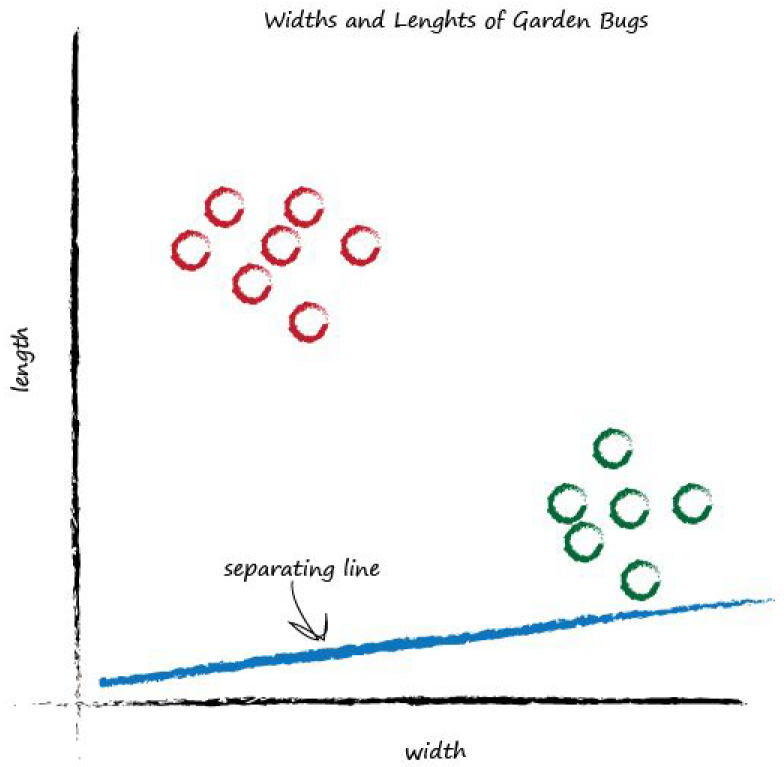 Widths and Lenghts of Garden Bugs
length
separating line
width